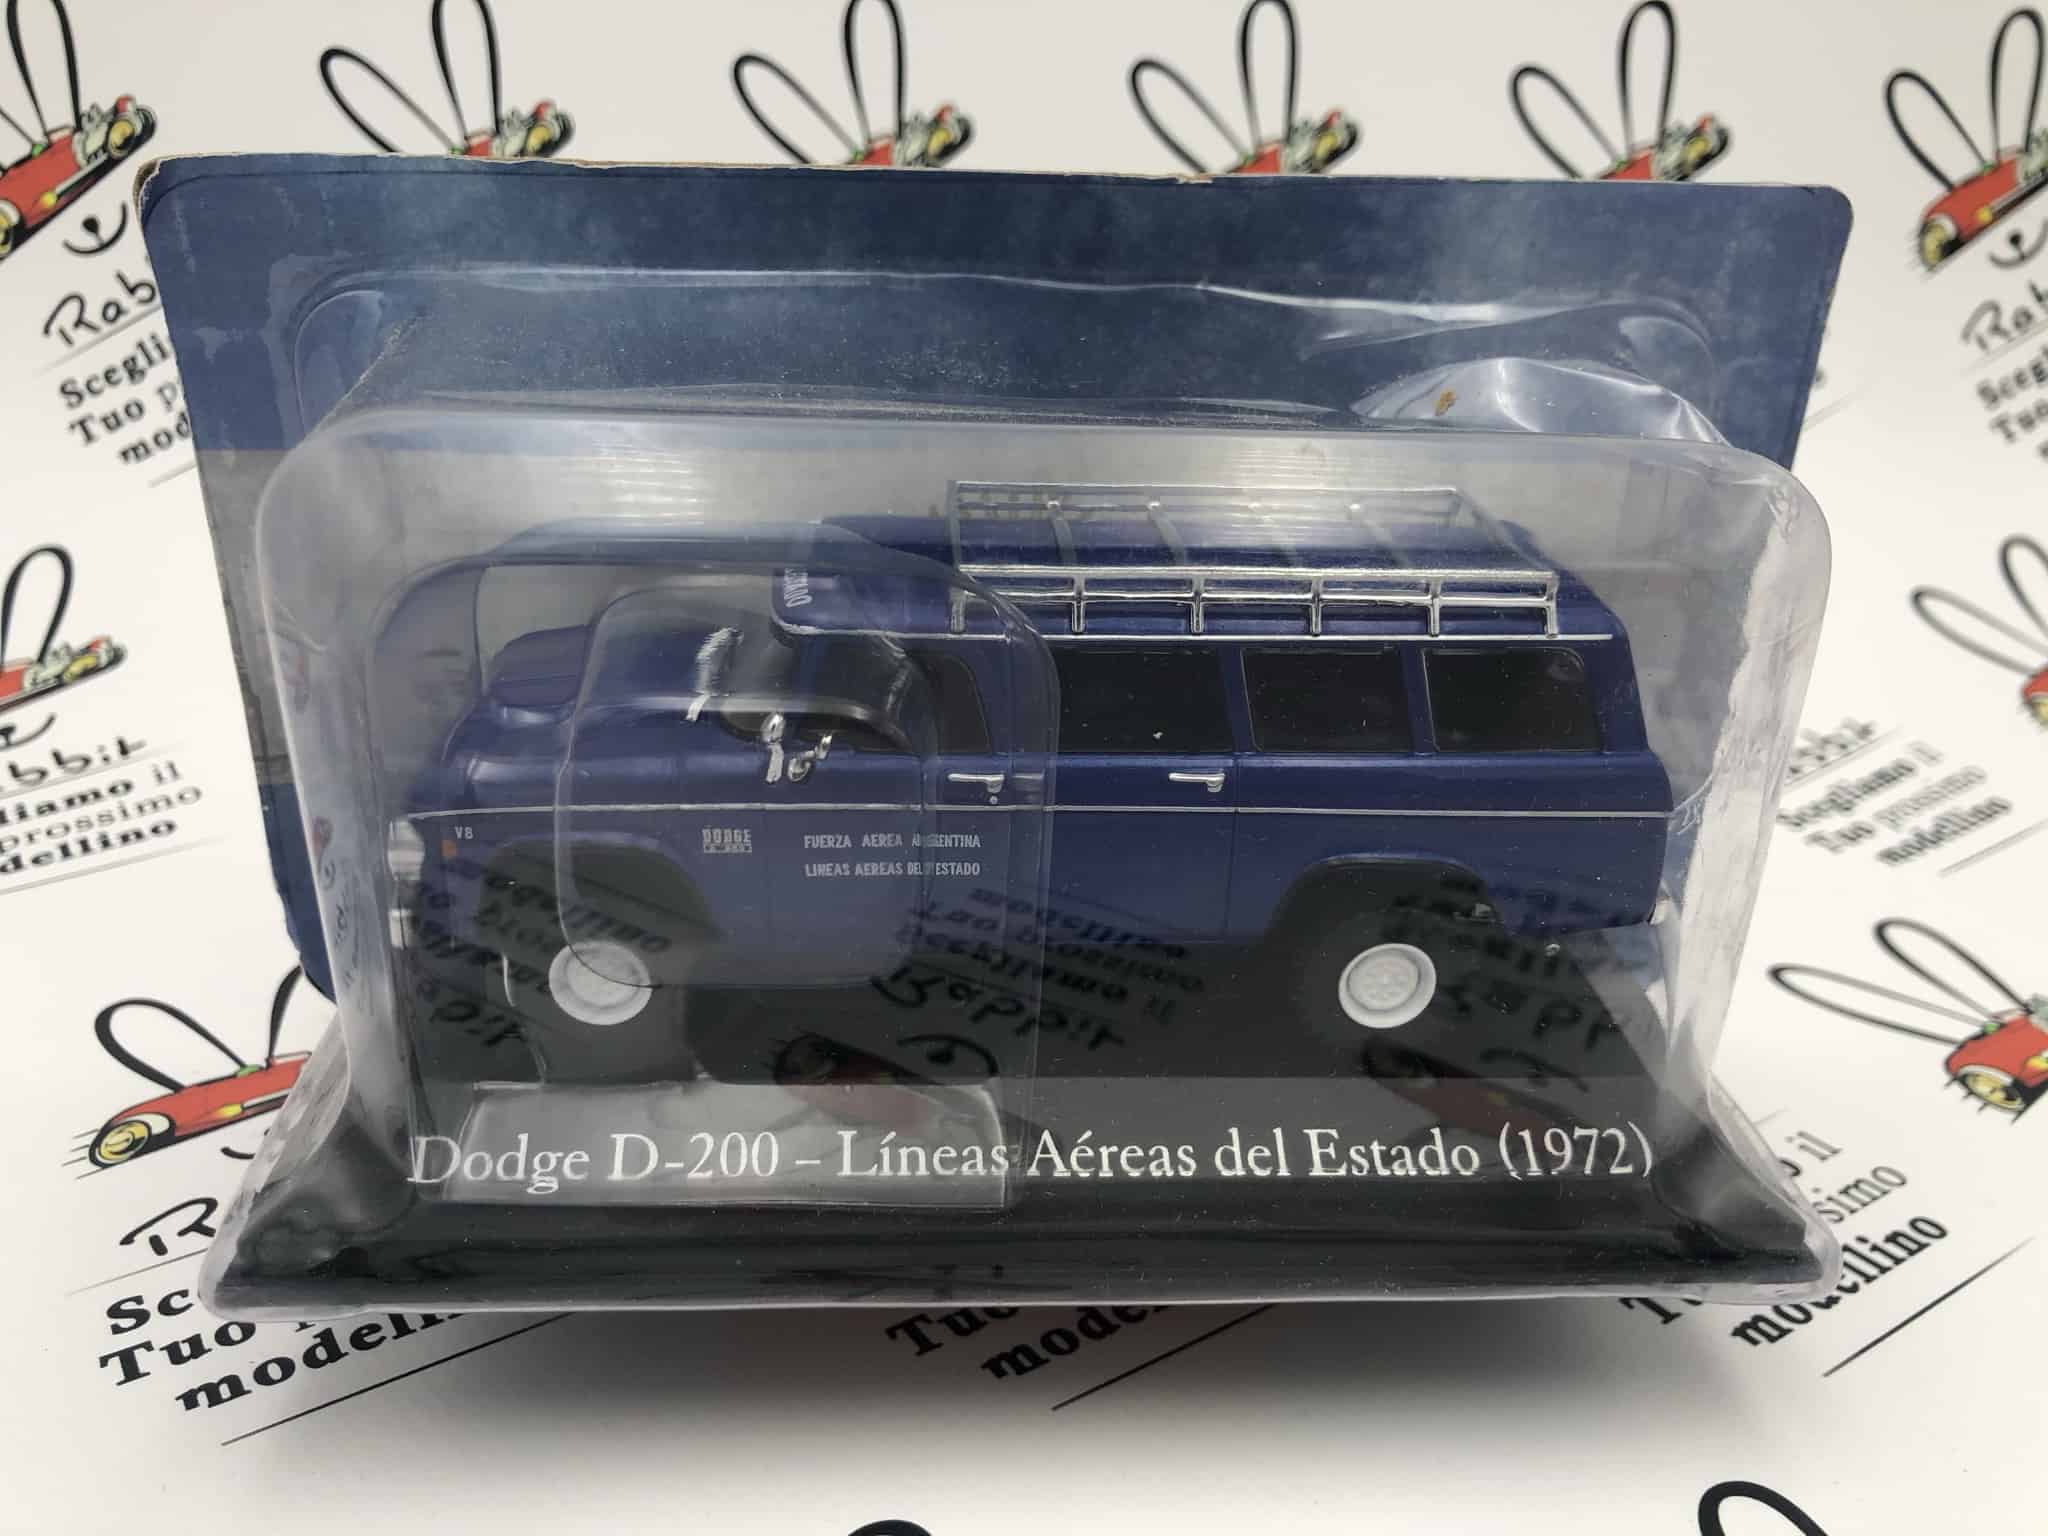 V8
DODGE
FUERZA AEREA ARGENTINA
LINEAS AEREAS DEL ESTADO
Dodge D-200 – Líneas Aéreas del Estado (1972)
Rabbit
Scegliamo il
Tuo prossimo
modellino